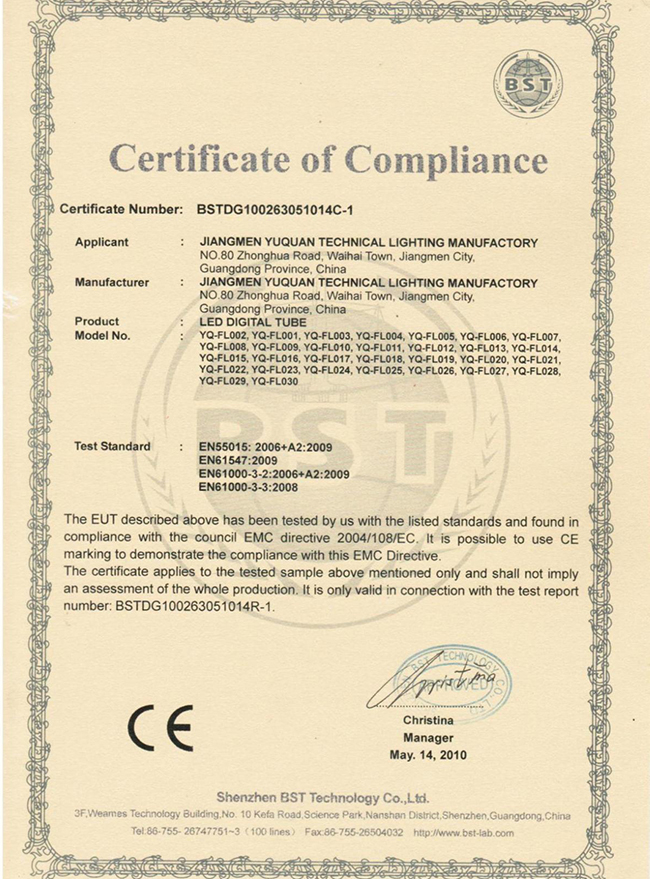 BST
Certificate of Compliance
Certificate Number: BSTDG100263051014C-1
Applicant : JIANGMEN YUQUAN TECHNICAL LIGHTING MANUFACTORY
NO.80 Zhonghua Road, Waihai Town, Jiangmen City,
Guangdong Province, China
Manufacturer : JIANGMEN YUQUAN TECHNICAL LIGHTING MANUFACTORY
NO.80 Zhonghua Road, Waihai Town, Jiangmen City,
Guangdong Province, China
Product : LED DIGITAL TUBE
Model No. : YQ-FL002, YQ-FL001, YQ-FL003, YQ-FL004, YQ-FL005, YQ-FL006, YQ-FL007,
YQ-FL008, YQ-FL009, YQ-FL010, YQ-FL011, YQ-FL012, YQ-FL013, YQ-FL014,
YQ-FL015, YQ-FL016, YQ-FL017, YQ-FL018, YQ-FL019, YQ-FL020, YQ-FL021,
YQ-FL022, YQ-FL023, YQ-FL024, YQ-FL025, YQ-FL026, YQ-FL027, YQ-FL028,
YQ-FL029, YQ-FL030
BST
Test Standard : EN55015: 2006+A2:2009
EN61547:2009
EN61000-3-2:2006+A2:2009
EN61000-3-3:2008
The EUT described above has been tested by us with the listed standards and found in
compliance with the council EMC directive 2004/108/EC. It is possible to use CE
marking to demonstrate the compliance with this EMC Directive.
The certificate applies to the tested sample above mentioned only and shall not imply
an assessment of the whole production. It is only valid in connection with the test report
number: BSTDG100263051014R-1.
BST TECHNOLOGY CO.,
APPROVED
Christina
CE
Christina
Manager
May. 14, 2010
Shenzhen BST Technology Co.,Ltd.
3F,Weames Technology Building,No. 10 Kefa Road,Science Park,Nanshan District,Shenzhen,Guangdong,China
Tel:86-755- 26747751~3（100 lines） Fax:86-755-26504032 http://www.bst-lab.com